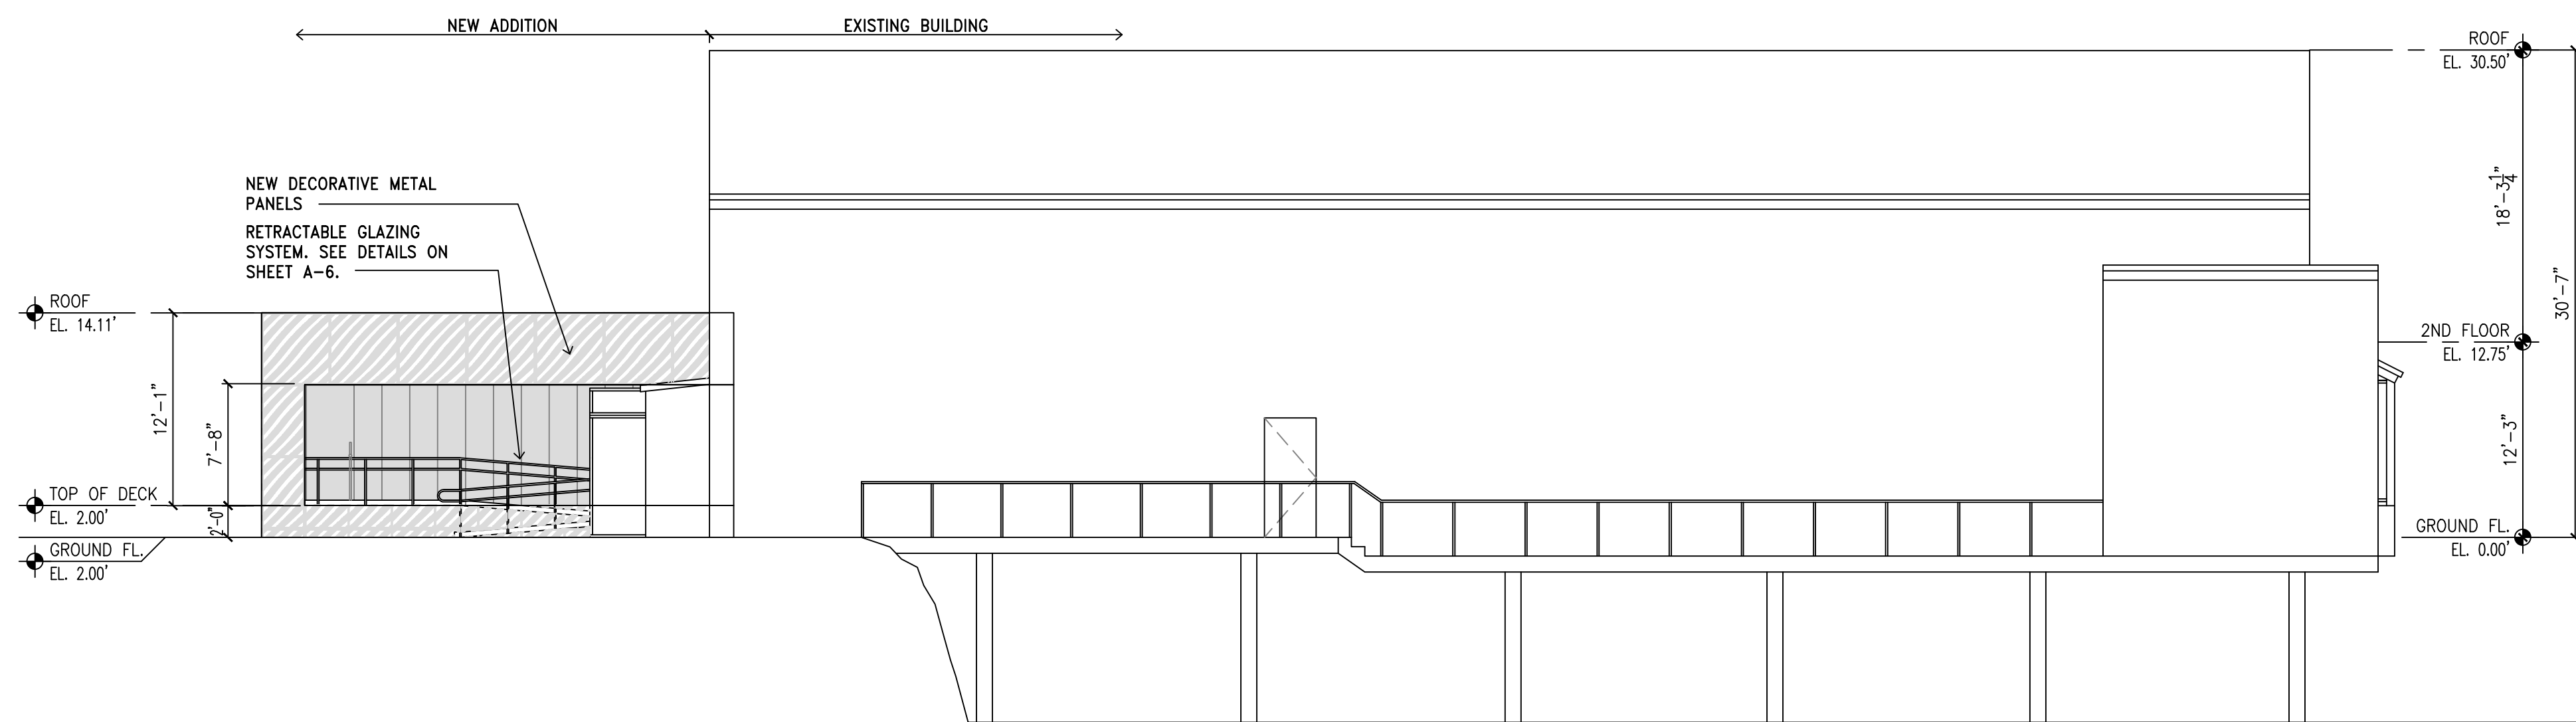 NEW ADDITION
EXISTING BUILDING
ROOF
EL. 30.50'
NEW DECORATIVE METAL
PANELS
RETRACTABLE GLAZING
SYSTEM. SEE DETAILS ON
SHEET A-6.
18'-3 1/4"
30'-7"
ROOF
EL. 14.11'
2ND FLOOR
EL. 12.75'
12'-1"
7'-8"
12'-3"
TOP OF DECK
EL. 2.00'
2'-0"
GROUND FL.
EL. 0.00'
GROUND FL.
EL. 2.00'